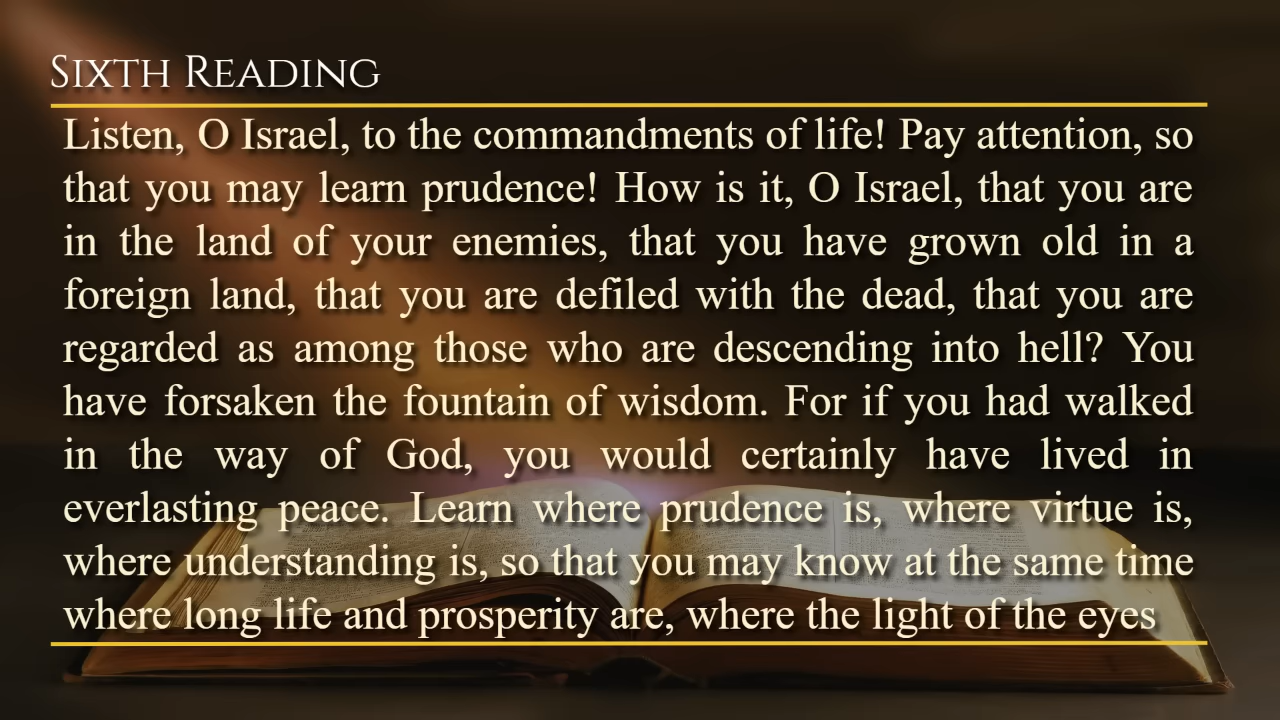 Sixth Reading
Listen, O Israel, to the commandments of life! Pay attention, so
that you may learn prudence! How is it, O Israel, that you are
in the land of your enemies, that you have grown old in a
foreign land, that you are defiled with the dead, that you are
regarded as among those who are descending into hell? You
have forsaken the fountain of wisdom. For if you had walked
in the way of God, you would certainly have lived in
everlasting peace. Learn where prudence is, where virtue is,
where understanding is, so that you may know at the same time
where long life and prosperity are, where the light of the eyes